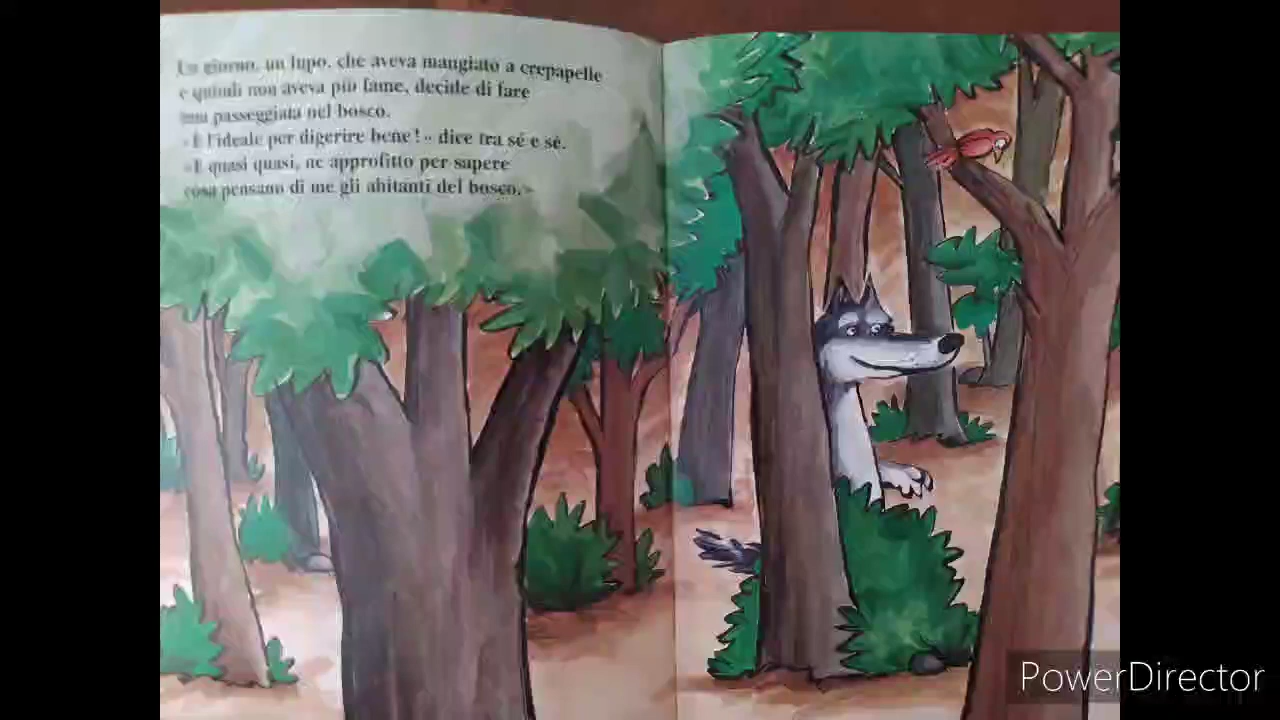 Un giorno, un lupo, che aveva mangiato a crepapelle
e quindi non aveva più fame, decide di fare
una passeggiata nel bosco.
«È l'ideale per digerire bene!» dice tra sé e sé.
«E quasi quasi, ne approfitto per sapere
cosa pensano di me gli abitanti del bosco.»
PowerDirector